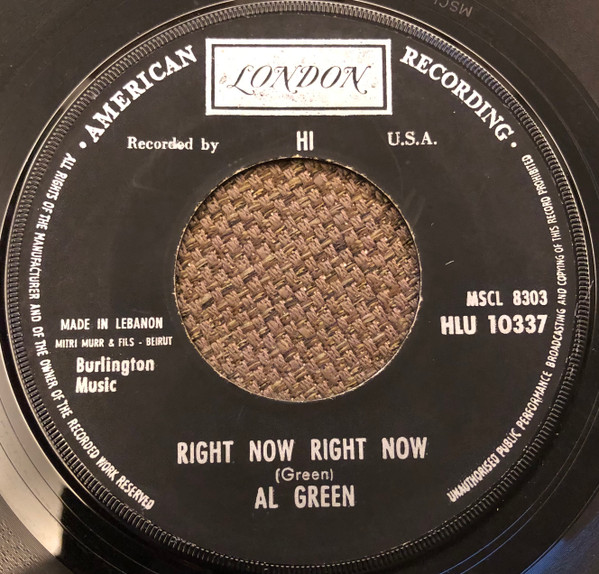 MSCL
· AMERICAN RECORDING ·
LONDON
Recorded by HI U.S.A.
ALL RIGHTS OF THE MANUFACTURER AND OF THE OWNER OF THE RECORDED WORK RESERVED
UNAUTHORISED PUBLIC PERFORMANCE BROADCASTING AND COPYING OF THIS RECORD PROHIBITED
MSCL 8303
HLU 10337
MADE IN LEBANON
MITRI MURR & FILS - BEIRUT
Burlington
Music
RIGHT NOW RIGHT NOW
(Green)
AL GREEN